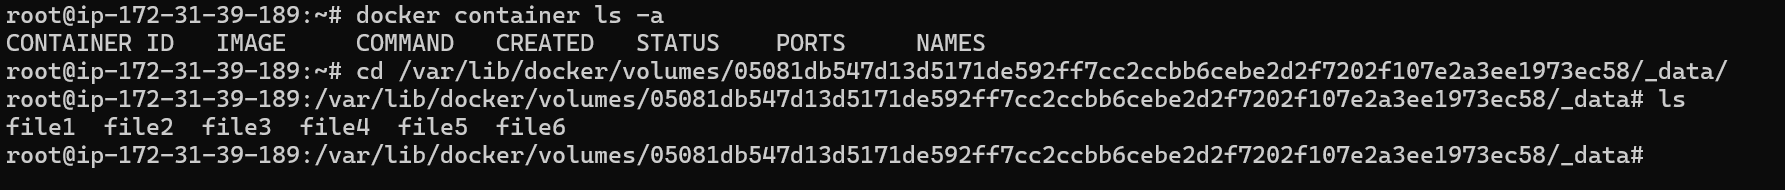 root@ip-172-31-39-189:~# docker container ls -a
CONTAINER ID   IMAGE     COMMAND   CREATED   STATUS    PORTS     NAMES
root@ip-172-31-39-189:~# cd /var/lib/docker/volumes/05081db547d13d5171de592ff7cc2ccbb6cebe2d2f7202f107e2a3ee1973ec58/_data/
root@ip-172-31-39-189:/var/lib/docker/volumes/05081db547d13d5171de592ff7cc2ccbb6cebe2d2f7202f107e2a3ee1973ec58/_data# ls
file1  file2  file3  file4  file5  file6
root@ip-172-31-39-189:/var/lib/docker/volumes/05081db547d13d5171de592ff7cc2ccbb6cebe2d2f7202f107e2a3ee1973ec58/_data#